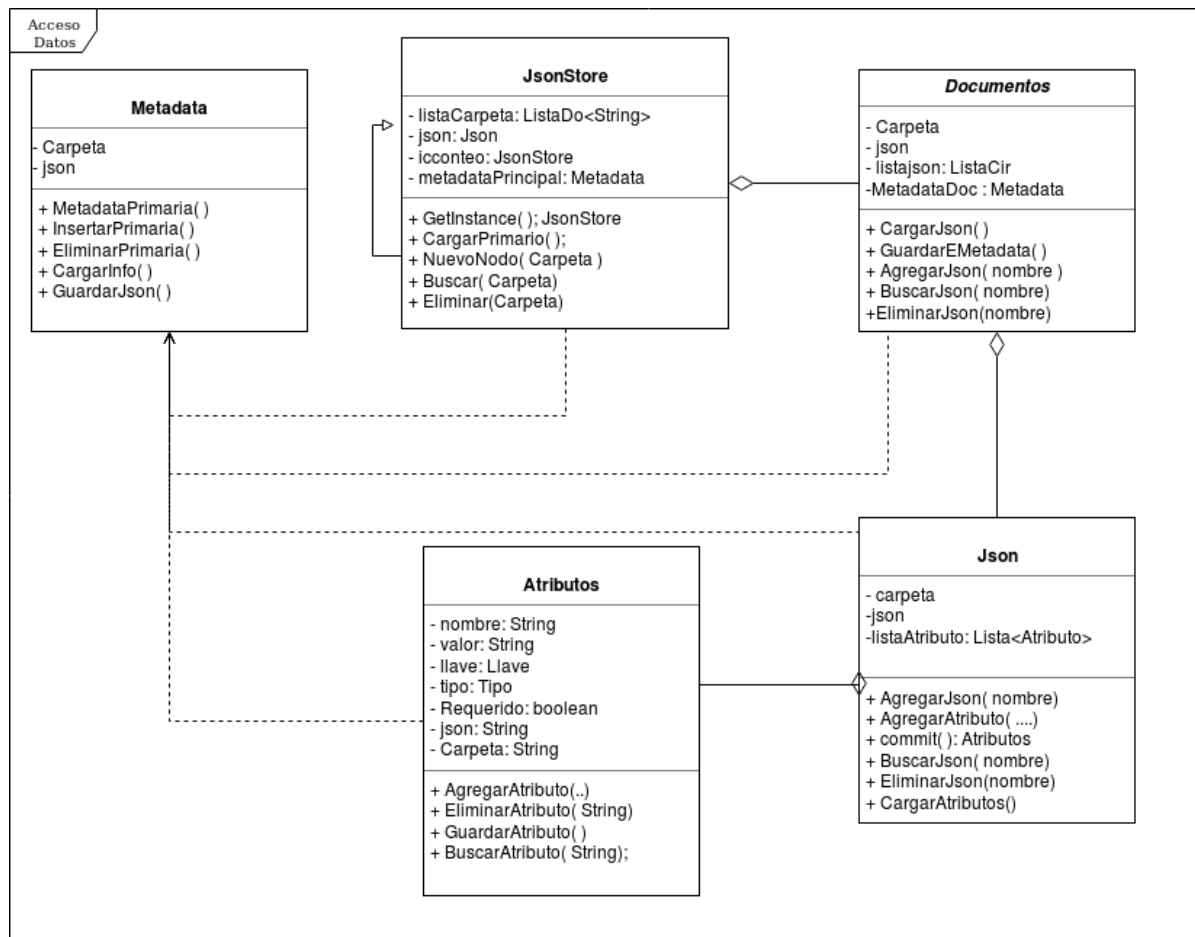 Acceso
Datos
Metadata
- Carpeta
- json
+ MetadataPrimaria( )
+ InsertarPrimaria( )
+ EliminarPrimaria( )
+ CargarInfo( )
+ GuardarJson( )
JsonStore
- listaCarpeta: ListaDo<String>
- json: Json
- icconteo: JsonStore
- metadataPrincipal: Metadata
+ GetInstance( ); JsonStore
+ CargarPrimario( );
+ NuevoNodo( Carpeta )
+ Buscar( Carpeta)
+ Eliminar(Carpeta)
Documentos
- Carpeta
- json
- listajson: ListaCir
-MetadataDoc : Metadata
+ CargarJson( )
+ GuardarEMetadata( )
+ AgregarJson( nombre )
+ BuscarJson( nombre)
+EliminarJson(nombre)
Atributos
- nombre: String
- valor: String
- llave: Llave
- tipo: Tipo
- Requerido: boolean
- json: String
- Carpeta: String
+ AgregarAtributo(..)
+ EliminarAtributo( String)
+ GuardarAtributo( )
+ BuscarAtributo( String);
Json
- carpeta
-json
-listaAtributo: Lista<Atributo>
+ AgregarJson( nombre)
+ AgregarAtributo( ....)
+ commit( ): Atributos
+ BuscarJson( nombre)
+ EliminarJson(nombre)
+ CargarAtributos()